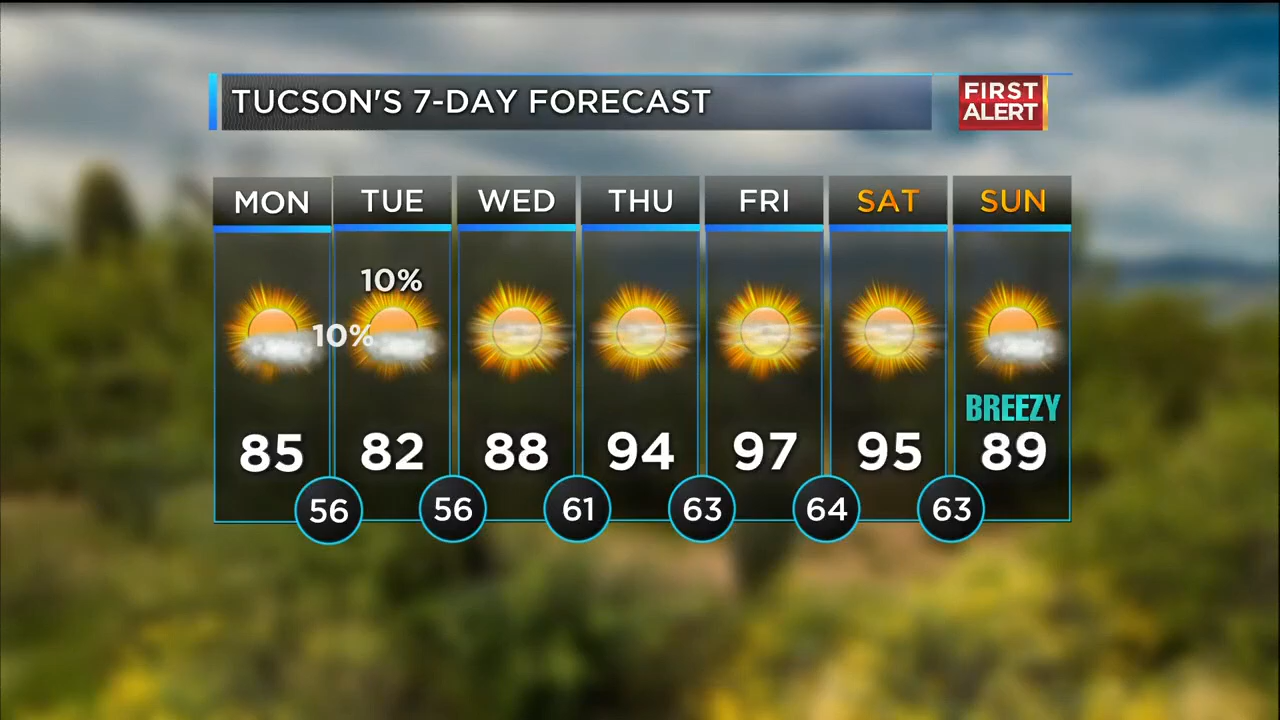 TUCSON'S 7-DAY FORECAST
FIRST
ALERT
MON TUE WED THU FRI SAT SUN
10%
10%
BREEZY
85 82 88 94 97 95 89
56 56 61 63 64 63